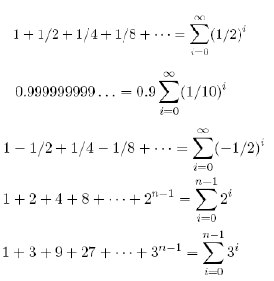 1 + 1/2 + 1/4 + 1/8 + ··· = ∑_{i=0}^{∞} (1/2)^i
0.999999999 . . . = 0.9 ∑_{i=0}^{∞} (1/10)^i
1 − 1/2 + 1/4 − 1/8 + ··· = ∑_{i=0}^{∞} (−1/2)^i
1 + 2 + 4 + 8 + ··· + 2^{n−1} = ∑_{i=0}^{n−1} 2^i
1 + 3 + 9 + 27 + ··· + 3^{n−1} = ∑_{i=0}^{n−1} 3^i